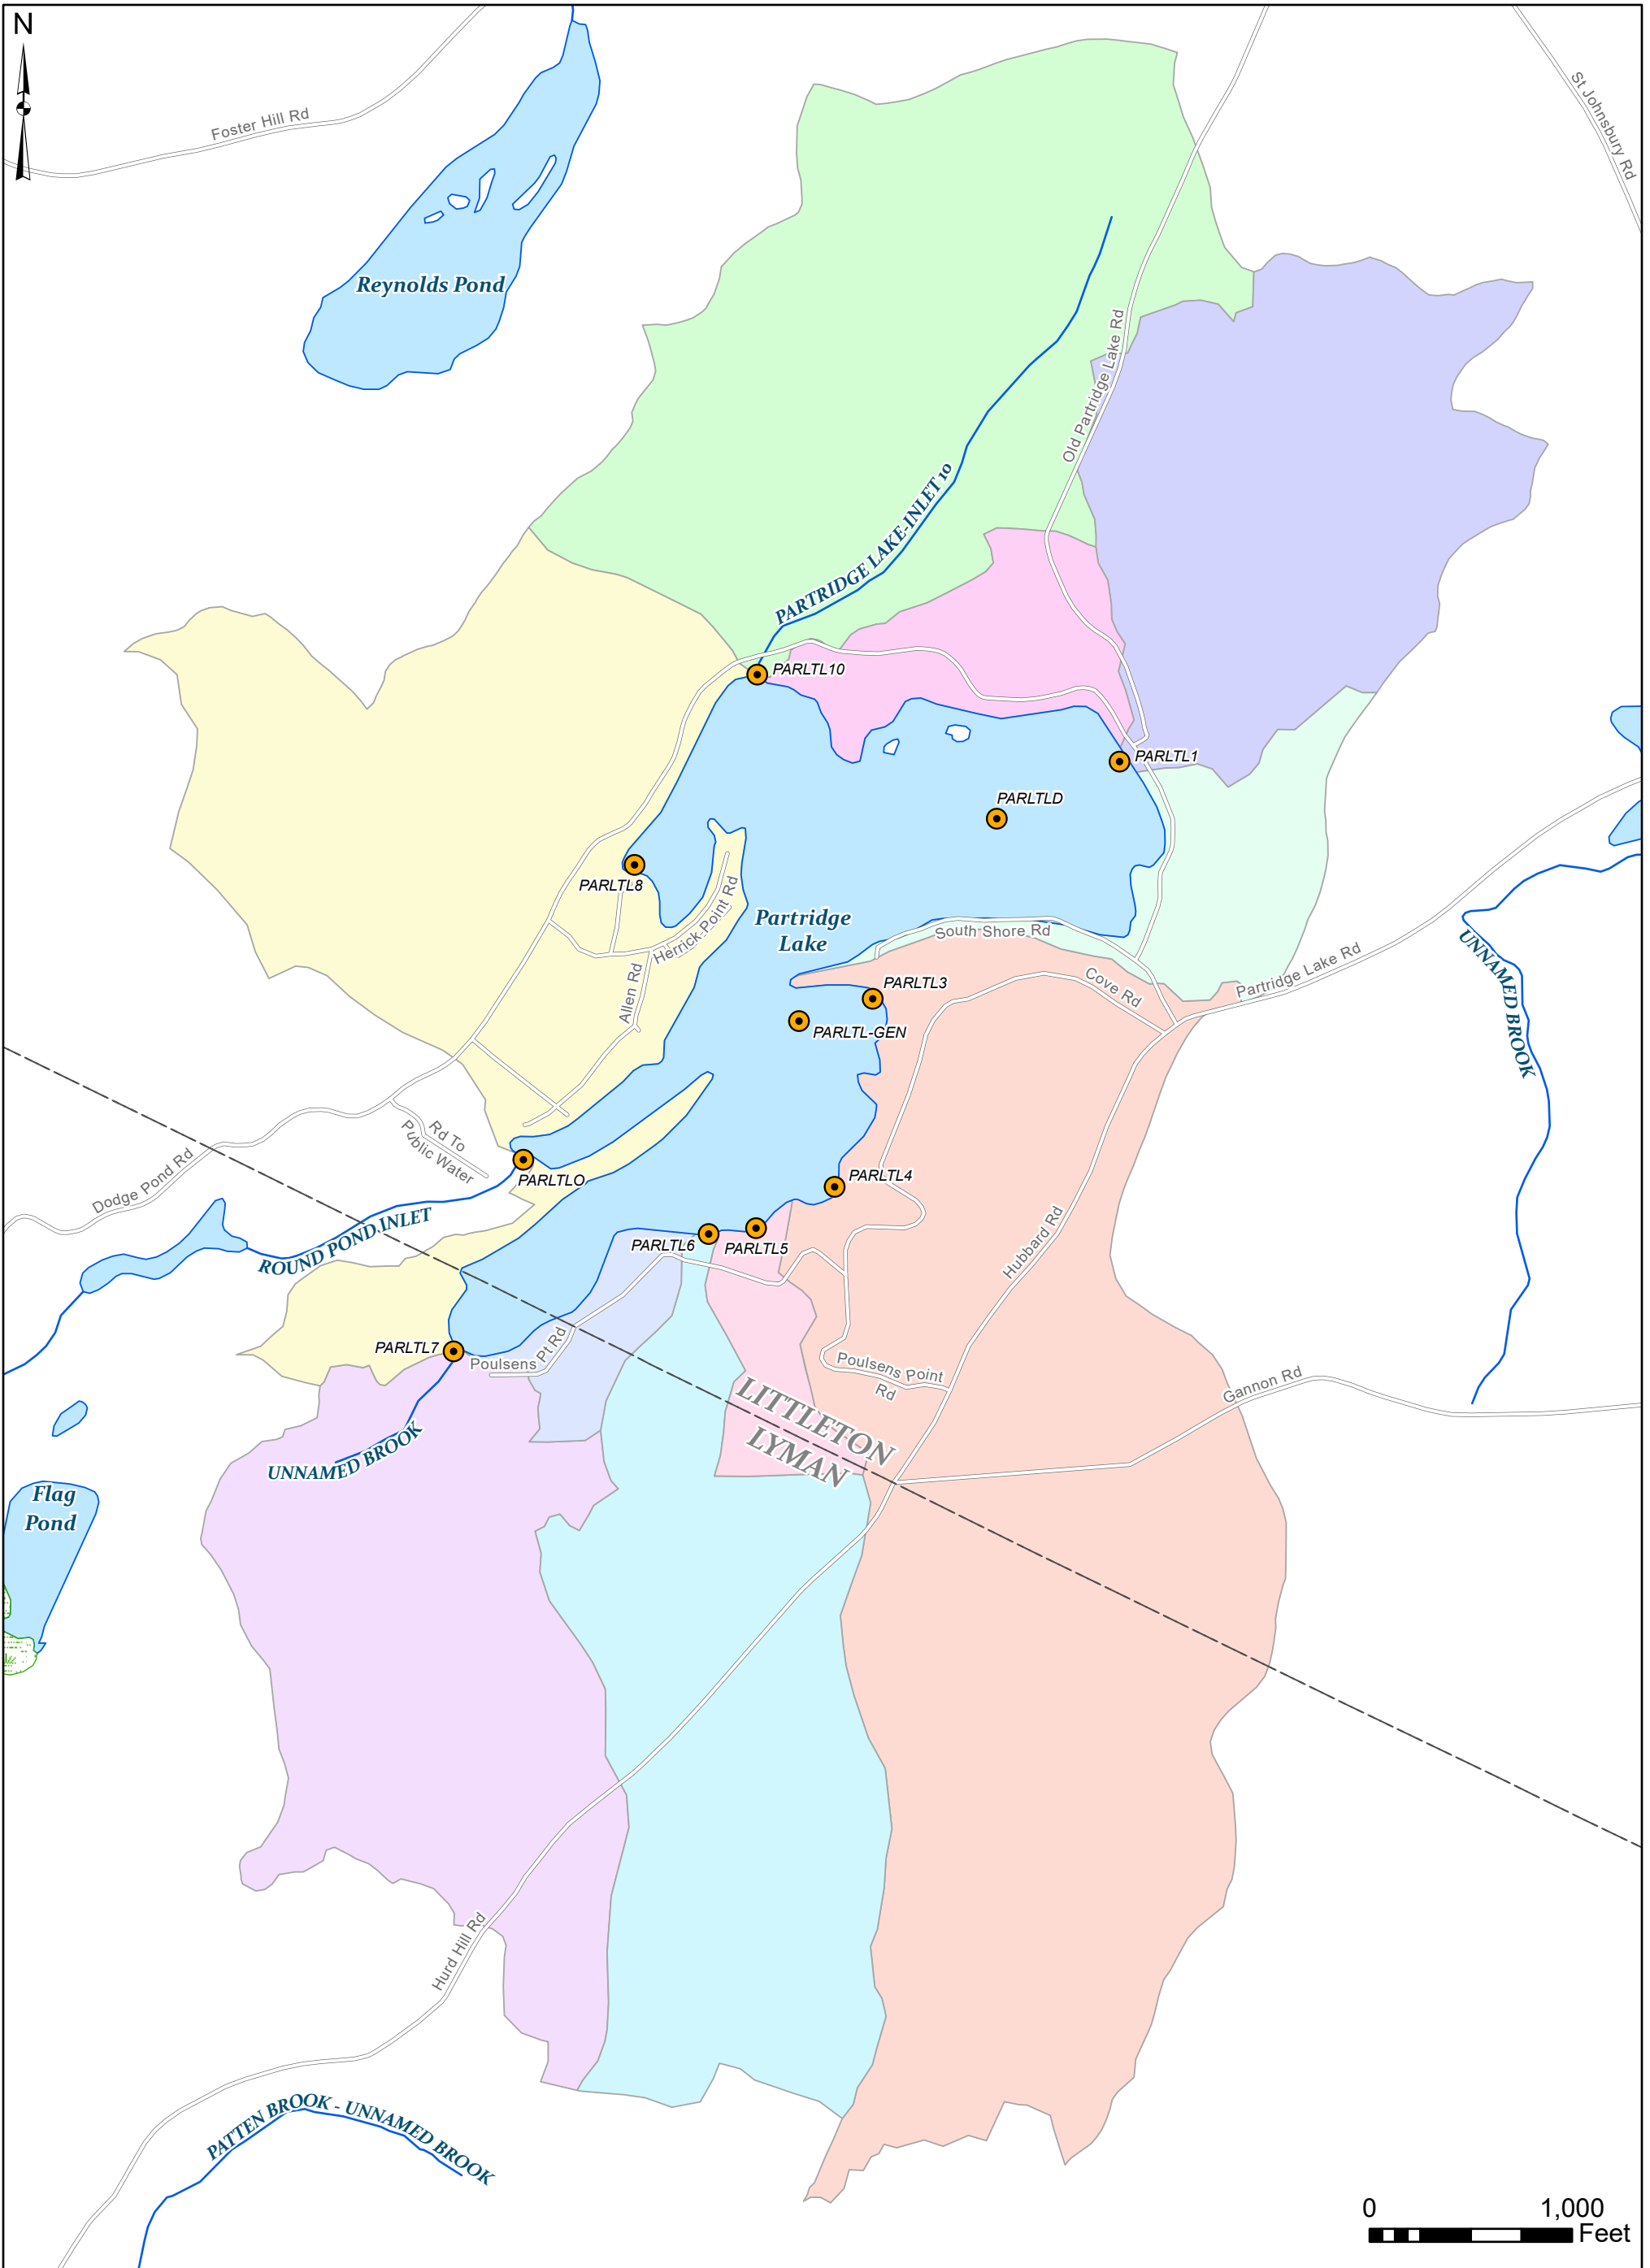 N
Foster Hill Rd
St Johnsbury Rd
Reynolds Pond
Old Partridge Lake Rd
PARTRIDGE LAKE-INLET 10
PARLTL10
PARLTL1
PARLTLD
PARLTL8
Herrick Point Rd
Partridge
Lake
South Shore Rd
UNNAMED BROOK
Allen Rd
PARLTL3
Cove Rd
Partridge Lake Rd
PARLTL-GEN
Rd To
Public Water
Dodge Pond Rd
PARLTLO
PARLTL4
ROUND POND INLET
PARLTL6
PARLTL5
Hubbard Rd
PARLTL7
Poulsens Pt Rd
Poulsens Point
Rd
Gannon Rd
LITTLETON
LYMAN
UNNAMED BROOK
Flag
Pond
Hurd Hill Rd
PATTEN BROOK - UNNAMED BROOK
0 1,000
Feet